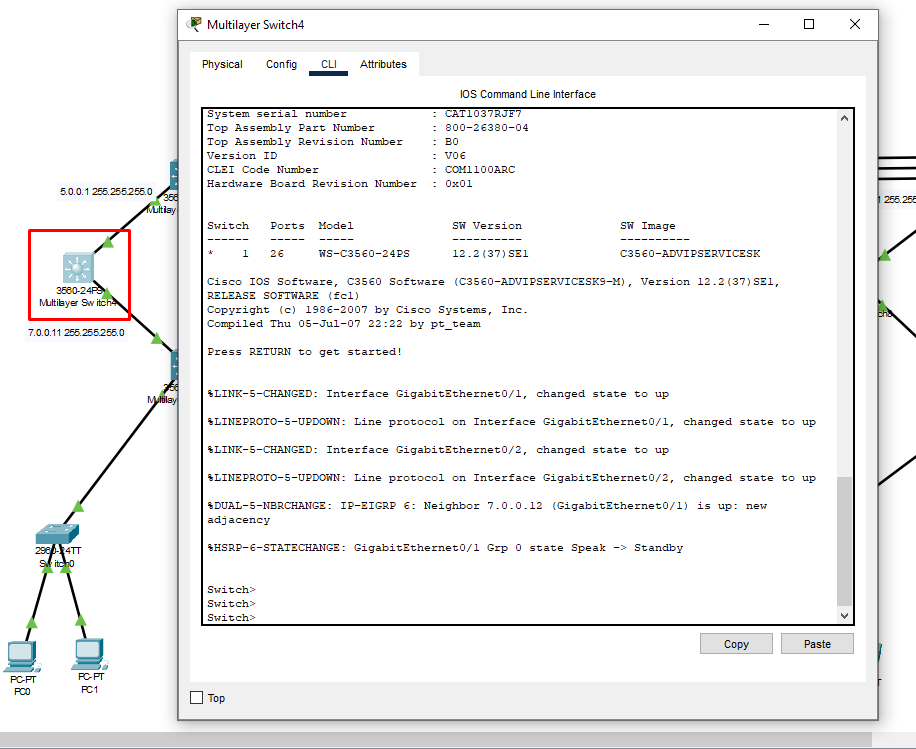 Multilayer Switch4
Physical Config CLI Attributes
IOS Command Line Interface
System serial number : CAT1037RJF7
Top Assembly Part Number : 800-26380-04
Top Assembly Revision Number : B0
Version ID : V06
CLEI Code Number : COM1100ARC
Hardware Board Revision Number : 0x01
Switch Ports Model SW Version SW Image
------ ----- ----- ---------- ----------
* 1 26 WS-C3560-24PS 12.2(37)SE1 C3560-ADVIPSERVICESK
Cisco IOS Software, C3560 Software (C3560-ADVIPSERVICESK9-M), Version 12.2(37)SE1,
RELEASE SOFTWARE (fc1)
Copyright (c) 1986-2007 by Cisco Systems, Inc.
Compiled Thu 05-Jul-07 22:22 by pt_team
Press RETURN to get started!
%LINK-5-CHANGED: Interface GigabitEthernet0/1, changed state to up
%LINEPROTO-5-UPDOWN: Line protocol on Interface GigabitEthernet0/1, changed state to up
%LINK-5-CHANGED: Interface GigabitEthernet0/2, changed state to up
%LINEPROTO-5-UPDOWN: Line protocol on Interface GigabitEthernet0/2, changed state to up
%DUAL-5-NBRCHANGE: IP-EIGRP 6: Neighbor 7.0.0.12 (GigabitEthernet0/1) is up: new
adjacency
%HSRP-6-STATECHANGE: GigabitEthernet0/1 Grp 0 state Speak -> Standby
Switch>
Switch>
Switch>
Copy Paste
Top
5.0.0.1 255.255.255.0
356
Multilay
3560-24PS
Multilayer Switch4
7.0.0.11 255.255.255.0
356
Multilay
2960-24TT
Switch0
PC-PT
PC0
PC-PT
PC1
1 255.255